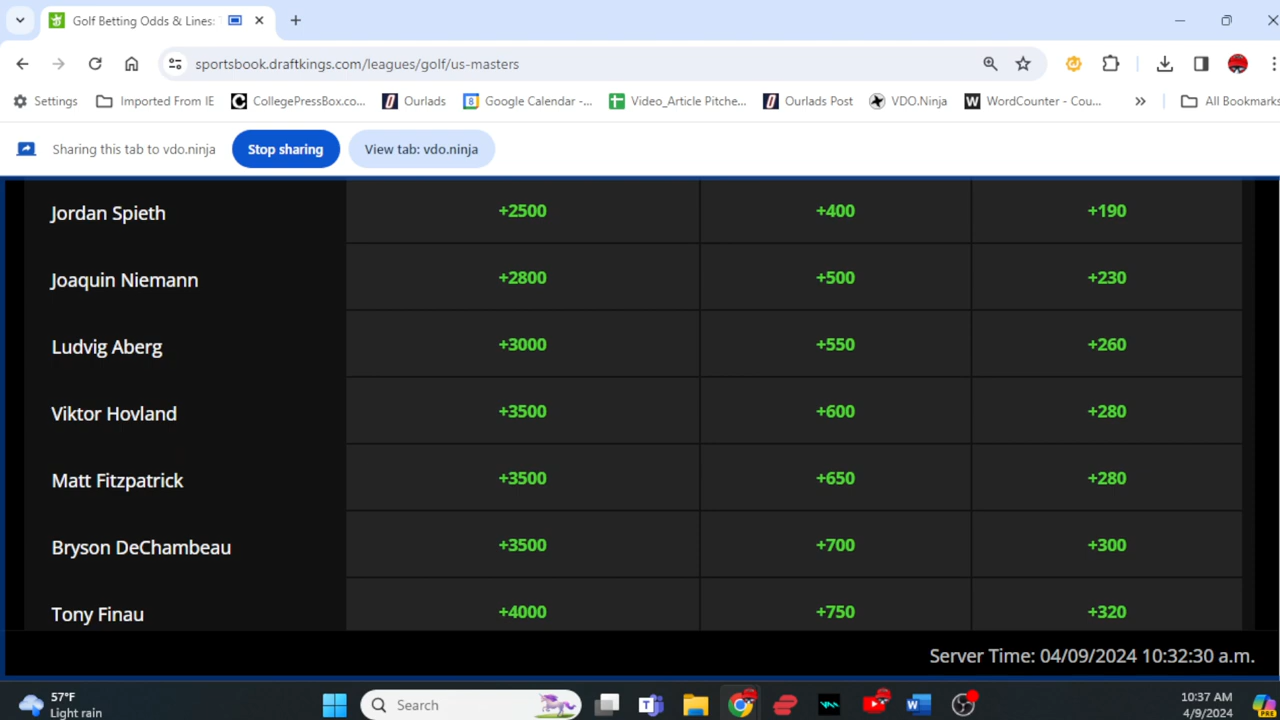 Golf Betting Odds & Lines:
sportsbook.draftkings.com/leagues/golf/us-masters
Settings Imported From IE CollegePressBox.co... Ourlads Google Calendar -... Video_Article Pitche... Ourlads Post VDO.Ninja WordCounter - Cou... All Bookmarks
Sharing this tab to vdo.ninja Stop sharing View tab: vdo.ninja
Jordan Spieth +2500 +400 +190
Joaquin Niemann +2800 +500 +230
Ludvig Aberg +3000 +550 +260
Viktor Hovland +3500 +600 +280
Matt Fitzpatrick +3500 +650 +280
Bryson DeChambeau +3500 +700 +300
Tony Finau +4000 +750 +320
Server Time: 04/09/2024 10:32:30 a.m.
57°F
Light rain
Search
10:37 AM
4/9/2024
PRE